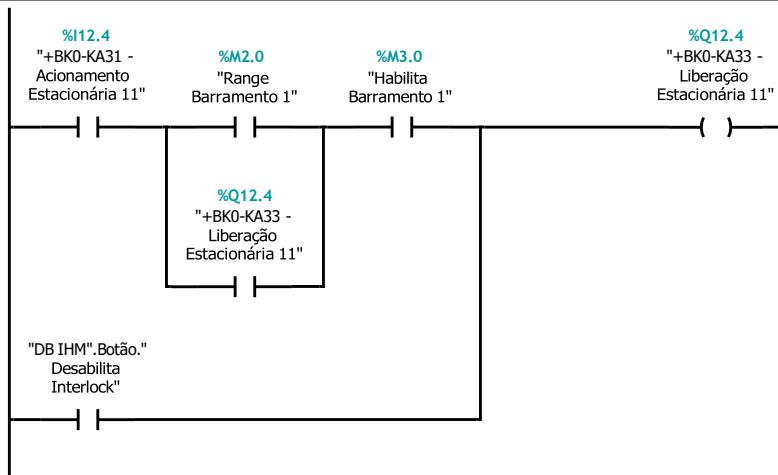 %I12.4
"+BK0-KA31 -
Acionamento
Estacionária 11"
%M2.0
"Range
Barramento 1"
%M3.0
"Habilita
Barramento 1"
%Q12.4
"+BK0-KA33 -
Liberação
Estacionária 11"
%Q12.4
"+BK0-KA33 -
Liberação
Estacionária 11"
"DB IHM".Botão."
Desabilita
Interlock"